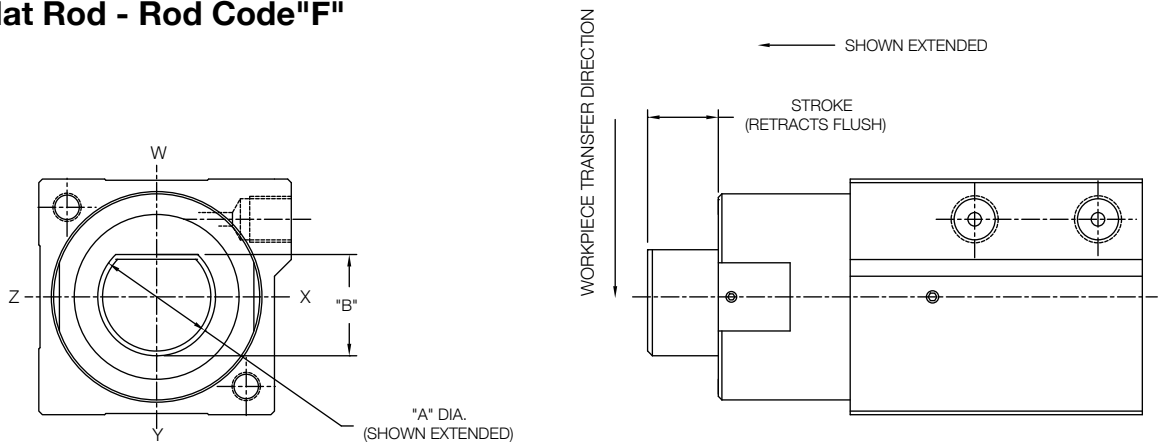 lat Rod - Rod Code"F"
WORKPIECE TRANSFER DIRECTION
SHOWN EXTENDED
STROKE
(RETRACTS FLUSH)
W
Z
X
"B"
"A" DIA.
(SHOWN EXTENDED)
Y